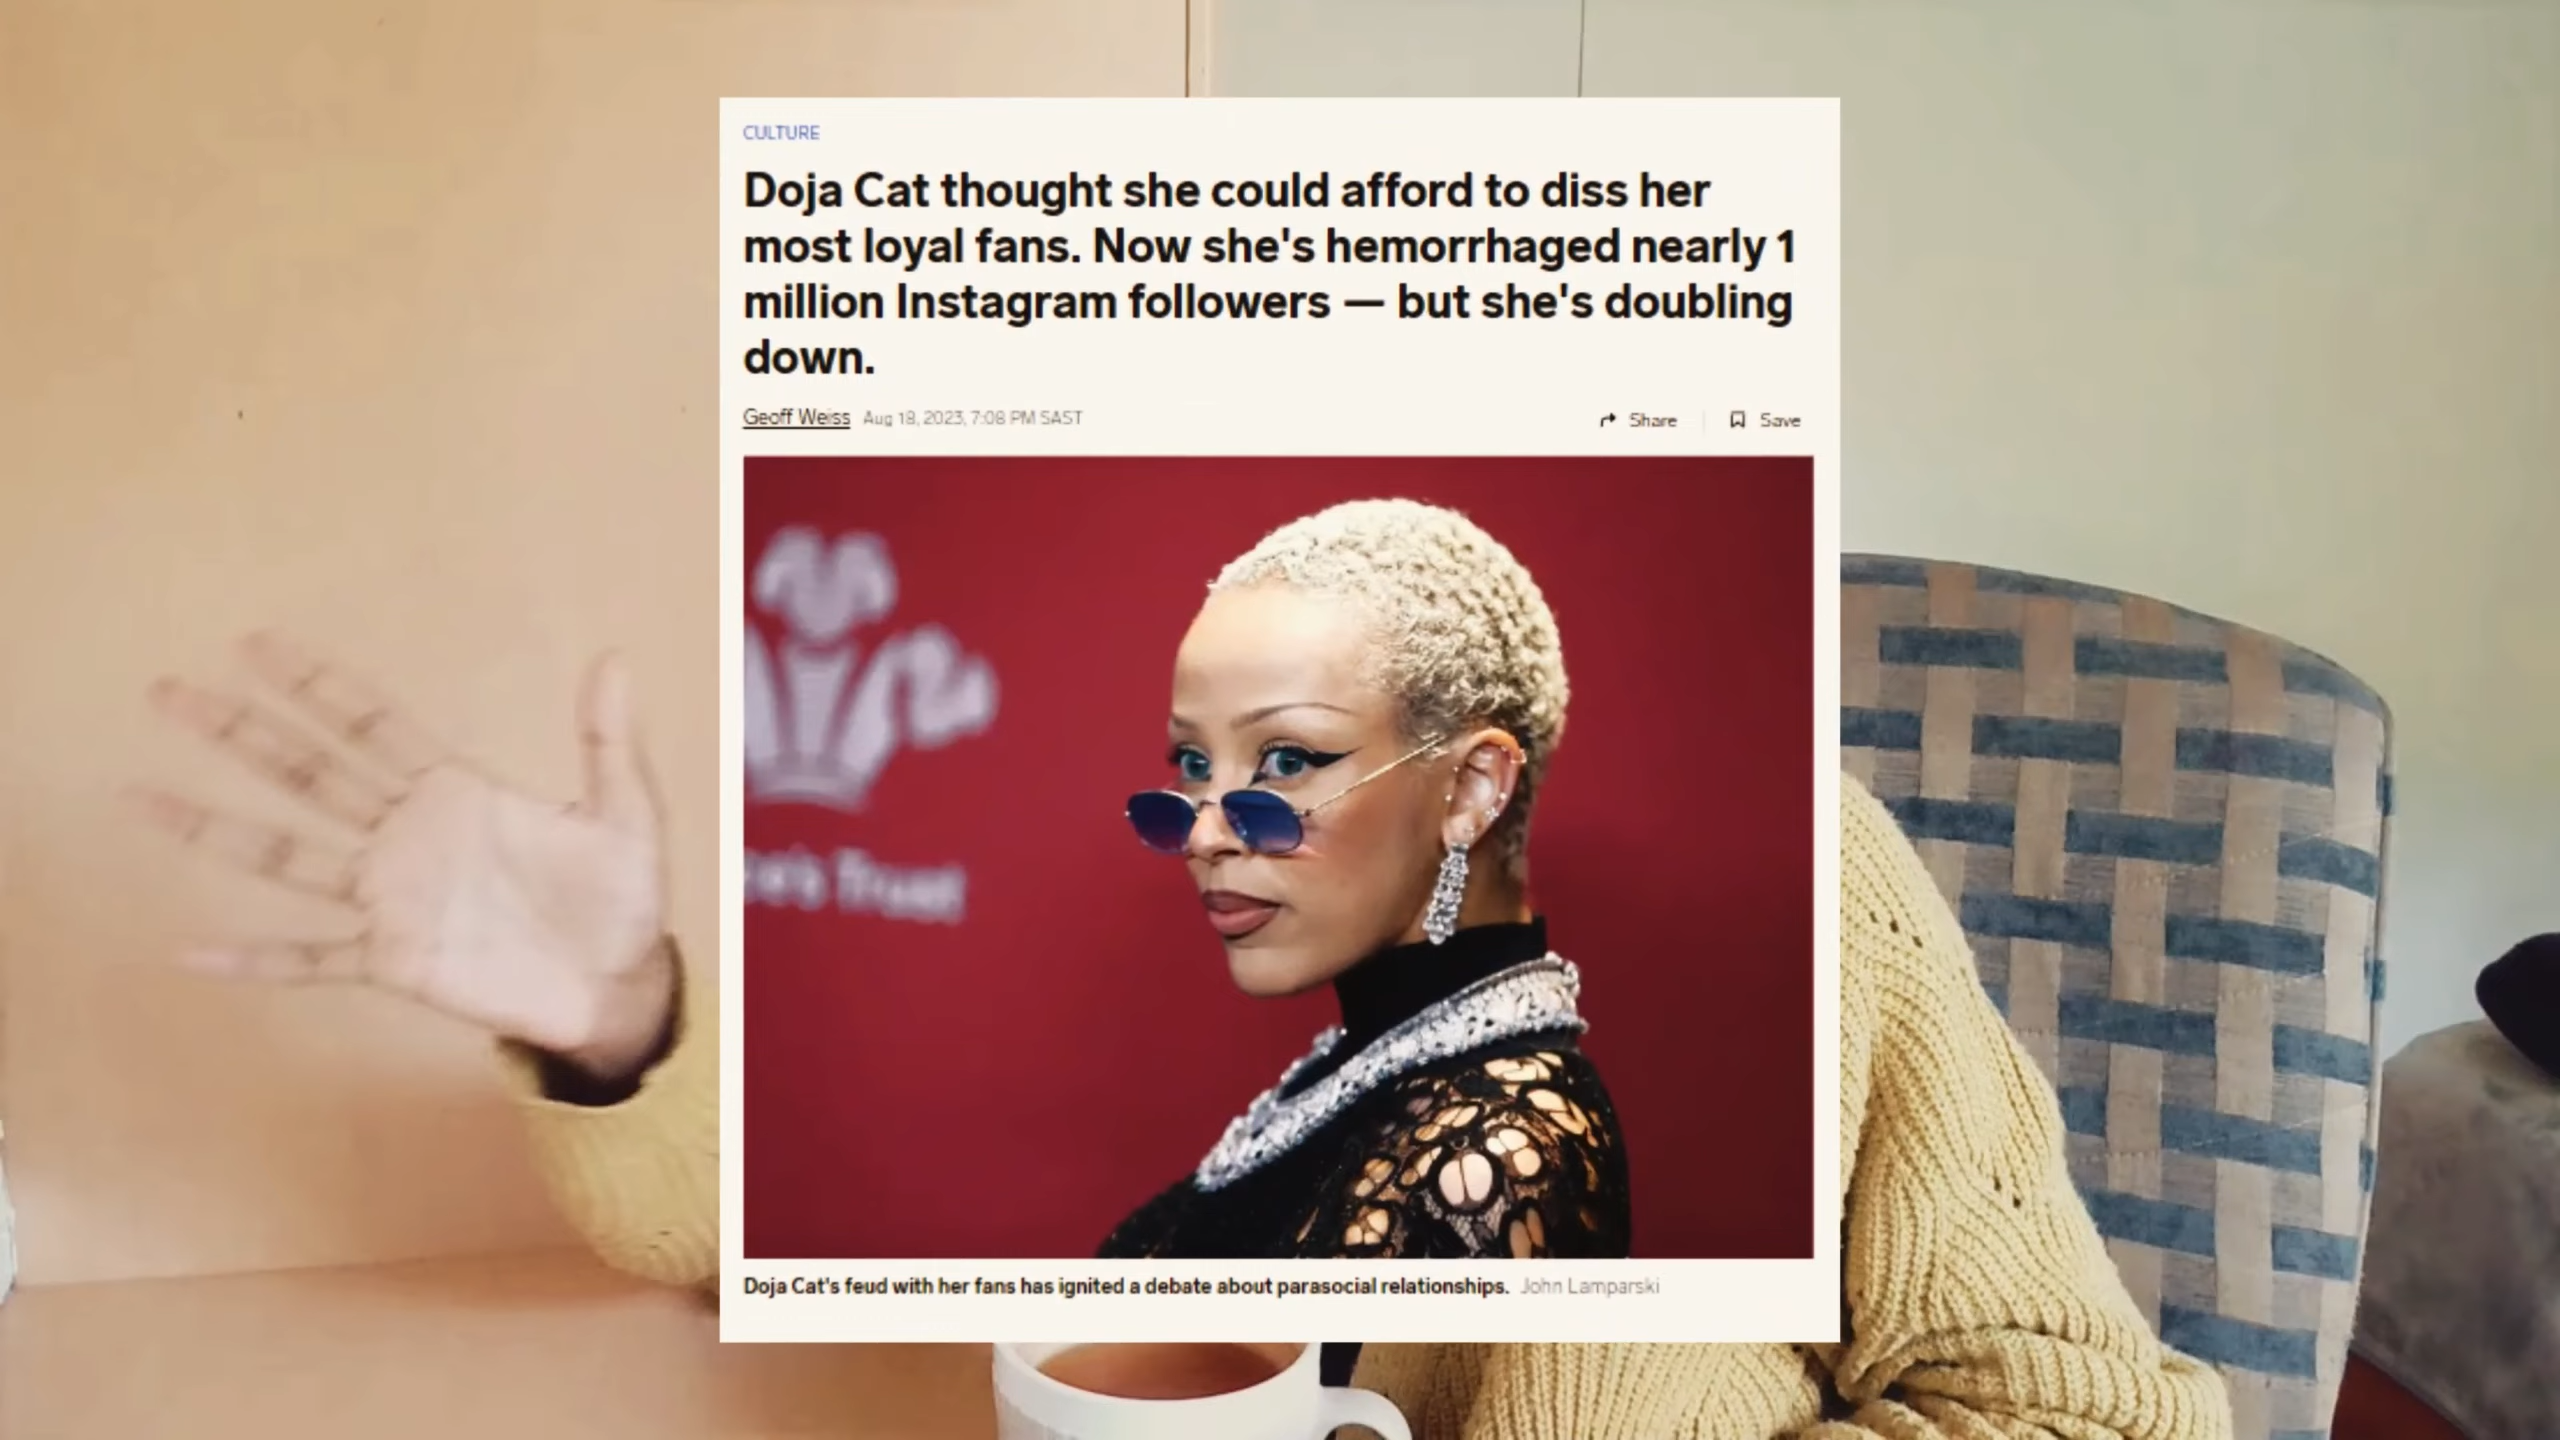 CULTURE
Doja Cat thought she could afford to diss her
most loyal fans. Now she's hemorrhaged nearly 1
million Instagram followers — but she's doubling
down.
Geoff Weiss Aug 18, 2023, 7:08 PM SAST
Share
Save
Trust
Doja Cat's feud with her fans has ignited a debate about parasocial relationships. John Lamparski